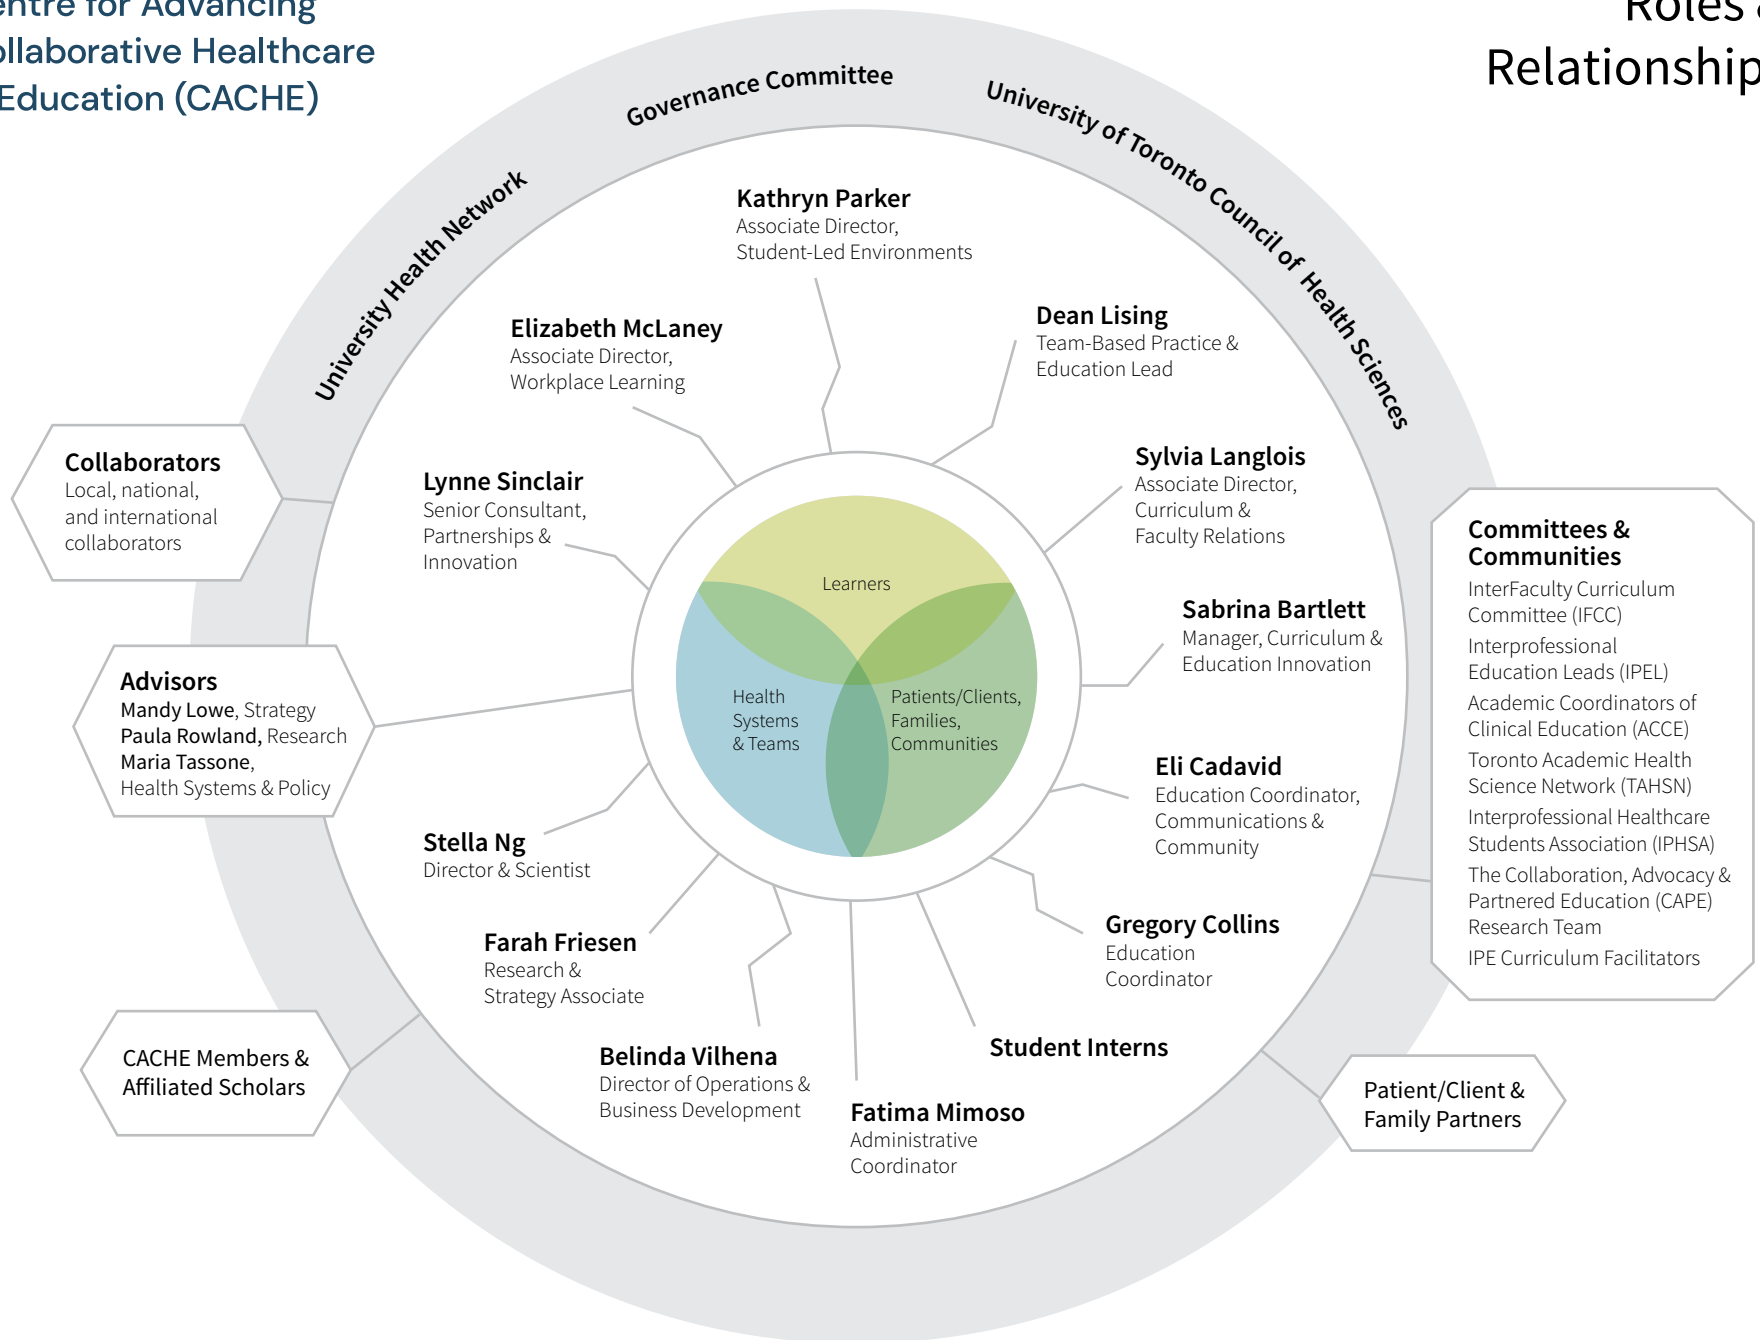 entre for Advancing
ollaborative Healthcare
Education (CACHE)
Roles a
Relationship
Governance Committee
University of Toronto Council of Health Sciences
University Health Network
Kathryn Parker
Associate Director,
Student-Led Environments
Elizabeth McLaney
Associate Director,
Workplace Learning
Dean Lising
Team-Based Practice &
Education Lead
Lynne Sinclair
Senior Consultant,
Partnerships &
Innovation
Sylvia Langlois
Associate Director,
Curriculum &
Faculty Relations
Collaborators
Local, national,
and international
collaborators
Sabrina Bartlett
Manager, Curriculum &
Education Innovation
Learners
Health
Systems
& Teams
Patients/Clients,
Families,
Communities
Advisors
Mandy Lowe, Strategy
Paula Rowland, Research
Maria Tassone,
Health Systems & Policy
Committees &
Communities
InterFaculty Curriculum
Committee (IFCC)
Interprofessional
Education Leads (IPEL)
Academic Coordinators of
Clinical Education (ACCE)
Toronto Academic Health
Science Network (TAHSN)
Interprofessional Healthcare
Students Association (IPHSA)
The Collaboration, Advocacy &
Partnered Education (CAPE)
Research Team
IPE Curriculum Facilitators
Eli Cadavid
Education Coordinator,
Communications &
Community
Stella Ng
Director & Scientist
Gregory Collins
Education
Coordinator
Farah Friesen
Research &
Strategy Associate
Student Interns
Belinda Vilhena
Director of Operations &
Business Development
Fatima Mimoso
Administrative
Coordinator
CACHE Members &
Affiliated Scholars
Patient/Client &
Family Partners